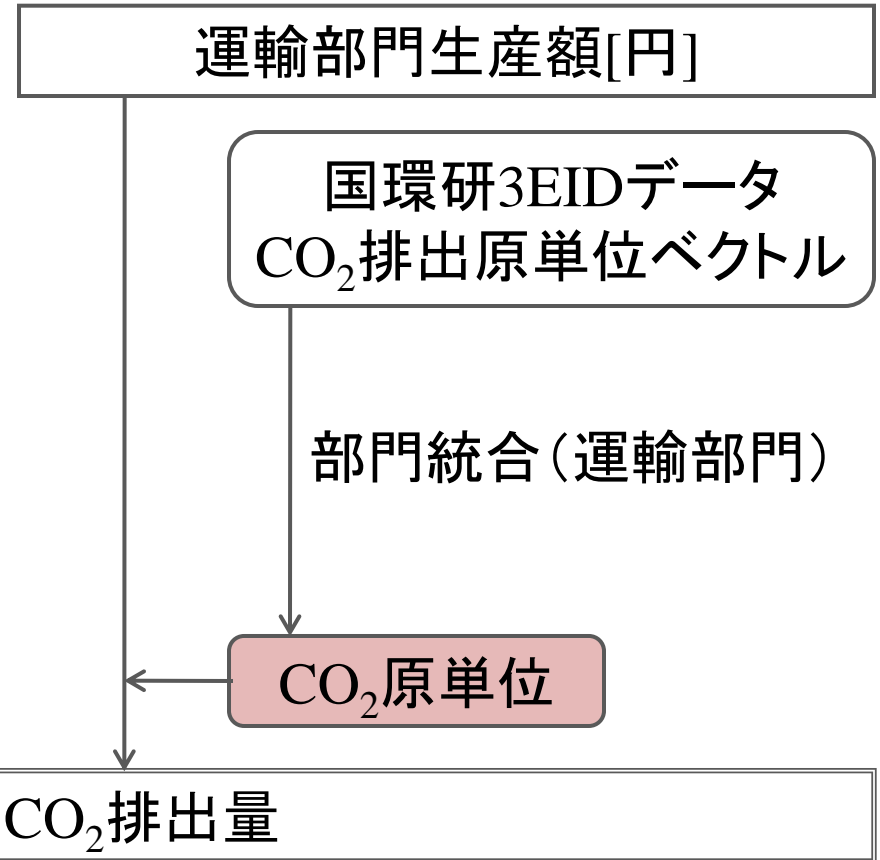 運輸部門生産額[円]
国環研3EIDデータ
CO₂排出原単位ベクトル
部門統合（運輸部門）
CO₂原単位
CO₂排出量